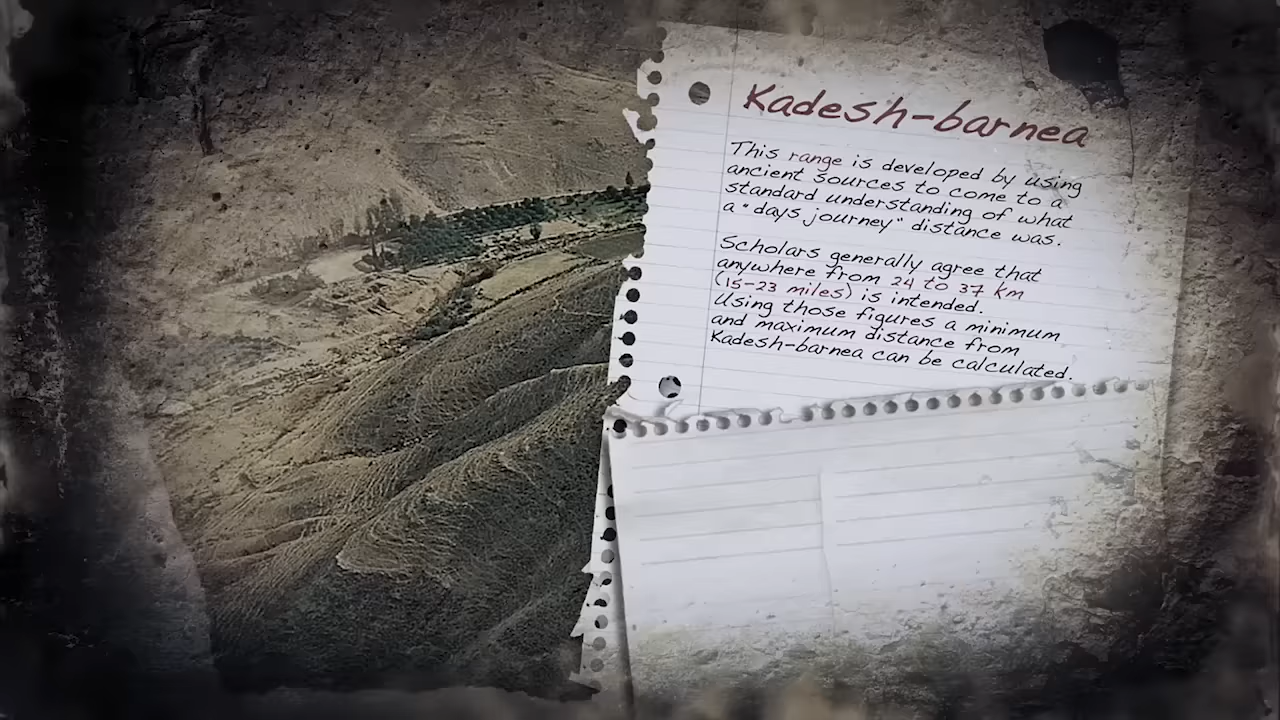 Kadesh-barnea
This range is developed by using
ancient sources to come to a
standard understanding of what
a "days journey" distance was.
Scholars generally agree that
anywhere from 24 to 37 km
(15-23 miles) is intended.
Using those figures a minimum
and maximum distance from
Kadesh-barnea can be calculated.